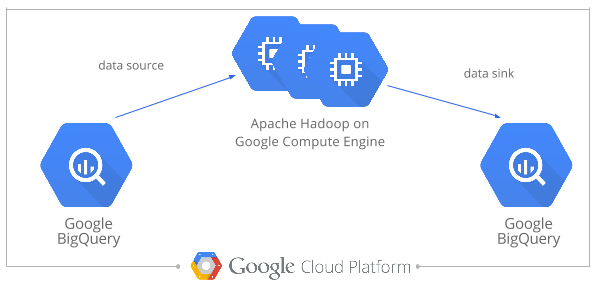 data source
data sink
Apache Hadoop on
Google Compute Engine
Google
BigQuery
Google
BigQuery
Google Cloud Platform